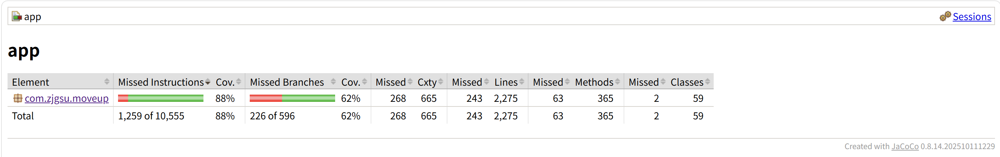 app Sessions
app
Element Missed Instructions Cov. Missed Branches Cov. Missed Cxty Missed Lines Missed Methods Missed Classes
com.zjgsu.moveup 88% 62% 268 665 243 2,275 63 365 2 59
Total 1,259 of 10,555 88% 226 of 596 62% 268 665 243 2,275 63 365 2 59
Created with JaCoCo 0.8.14.202510111229